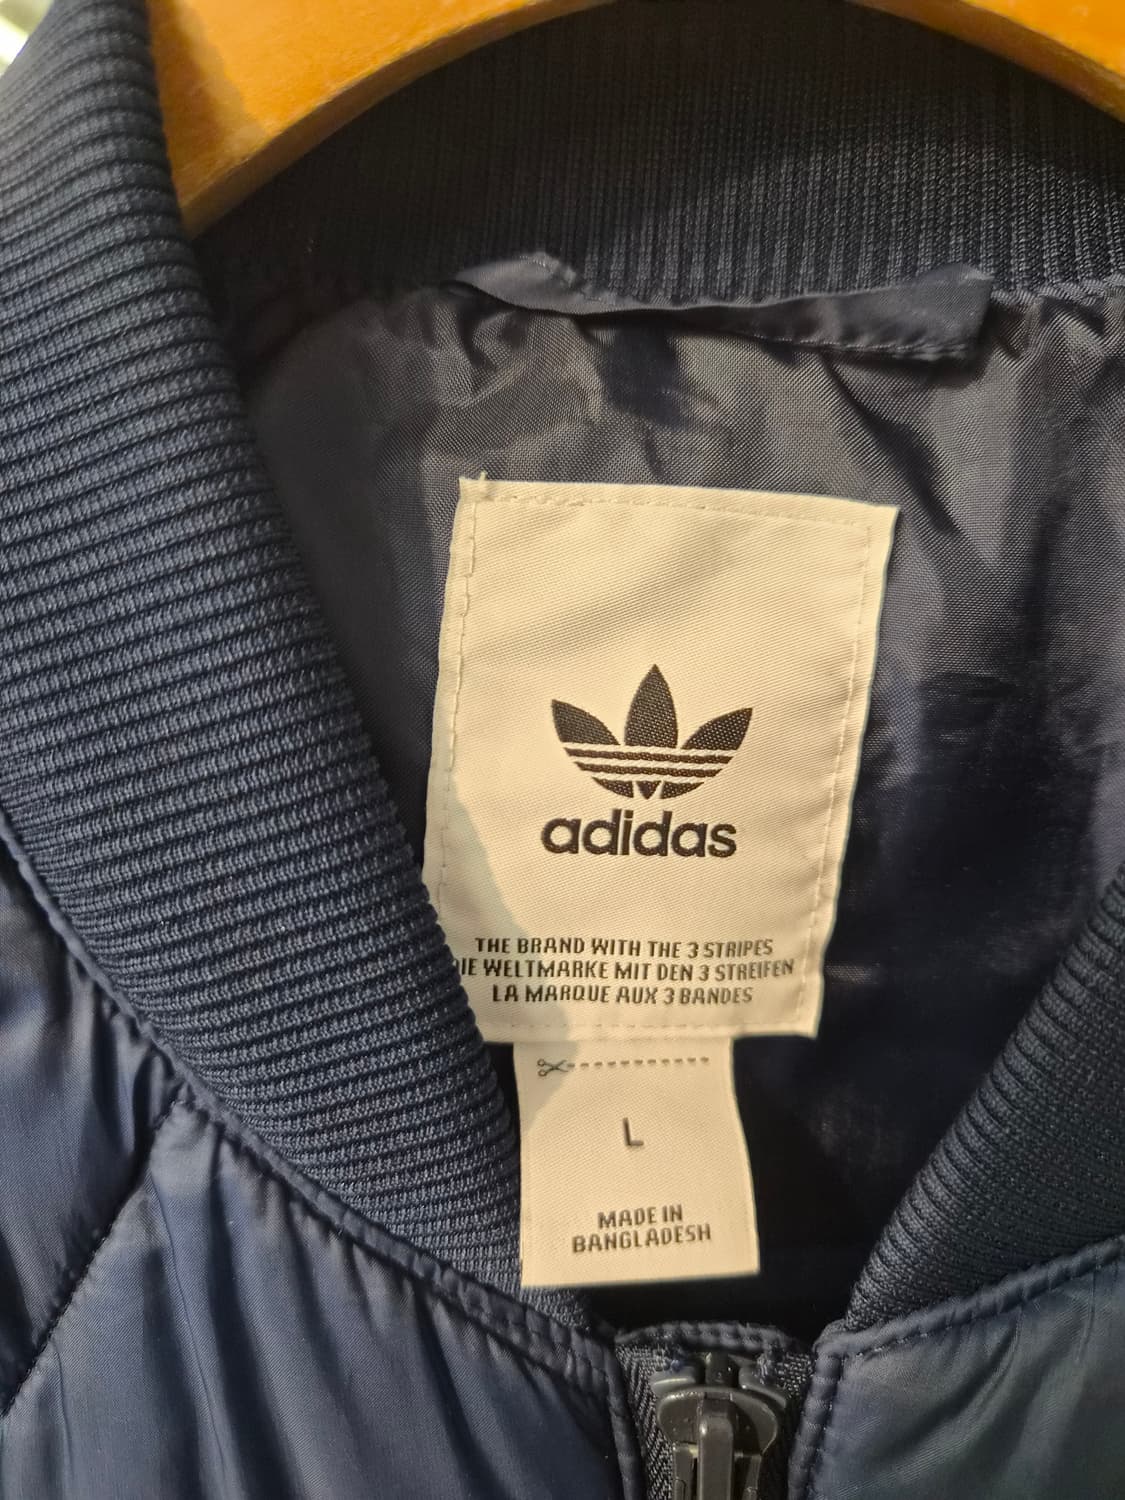 adidas
THE BRAND WITH THE 3 STRIPES
WELTMARKE MIT DEN 3 STREIFEN
LA MARQUE AUX 3 BANDES
L
MADE IN
BANGLADESH